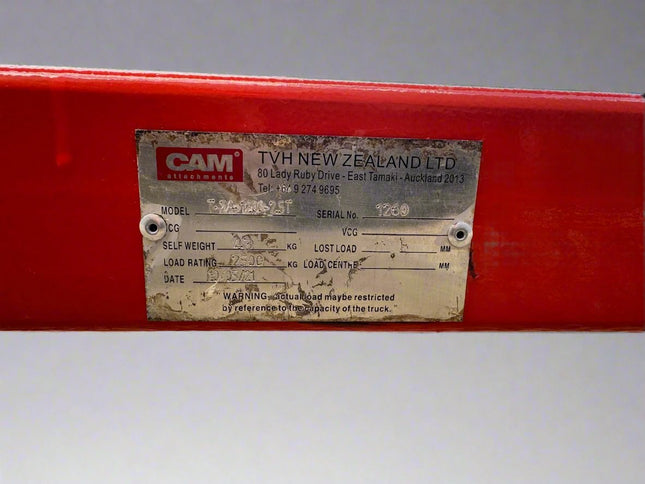 CAM
attachments
TVH NEW ZEALAND LTD
80 Lady Ruby Drive - East Tamaki - Auckland 2013
Tel: +64 9 274 9695
MODEL SERIAL No. 1260
CG VCG
SELF WEIGHT KG LOST LOAD MM
LOAD RATING 2500 KG LOAD CENTRE MM
DATE
WARNING: actual load maybe restricted
by reference to the capacity of the truck.